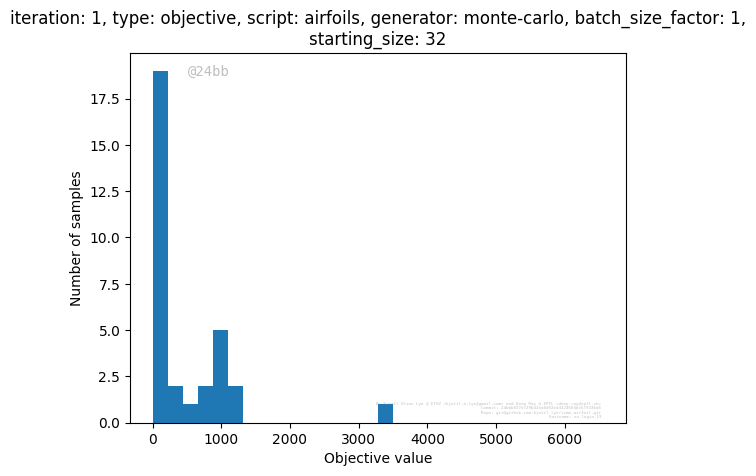 iteration: 1, type: objective, script: airfoils, generator: monte-carlo, batch_size_factor: 1,
starting_size: 32
@24bb
17.5
15.0
12.5
10.0
7.5
5.0
2.5
0.0
Number of samples
0 1000 2000 3000 4000 5000 6000
Objective value